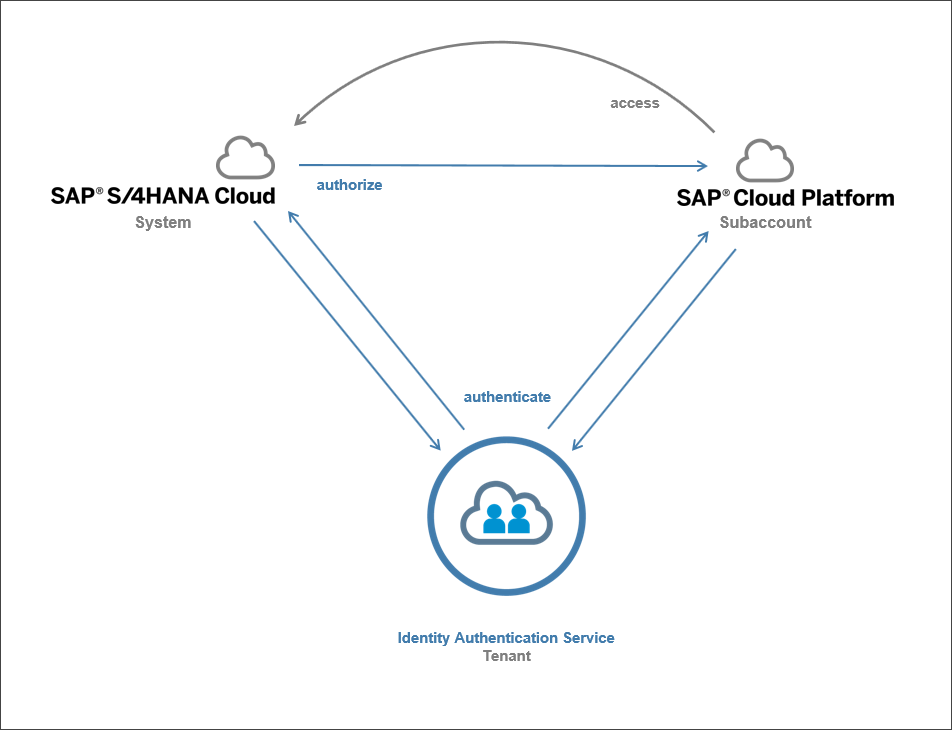 access
authorize
SAP® S/4HANA Cloud
System
SAP® Cloud Platform
Subaccount
authenticate
Identity Authentication Service
Tenant